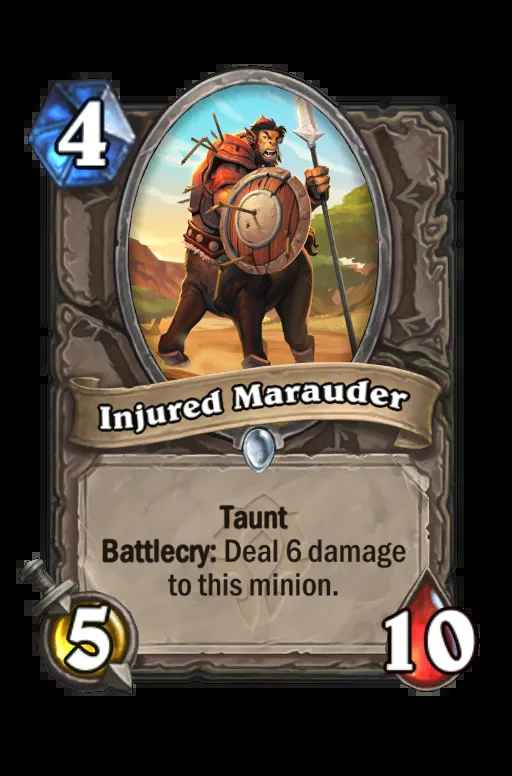 4
Injured Marauder
Taunt
Battlecry: Deal 6 damage
to this minion.
5
10